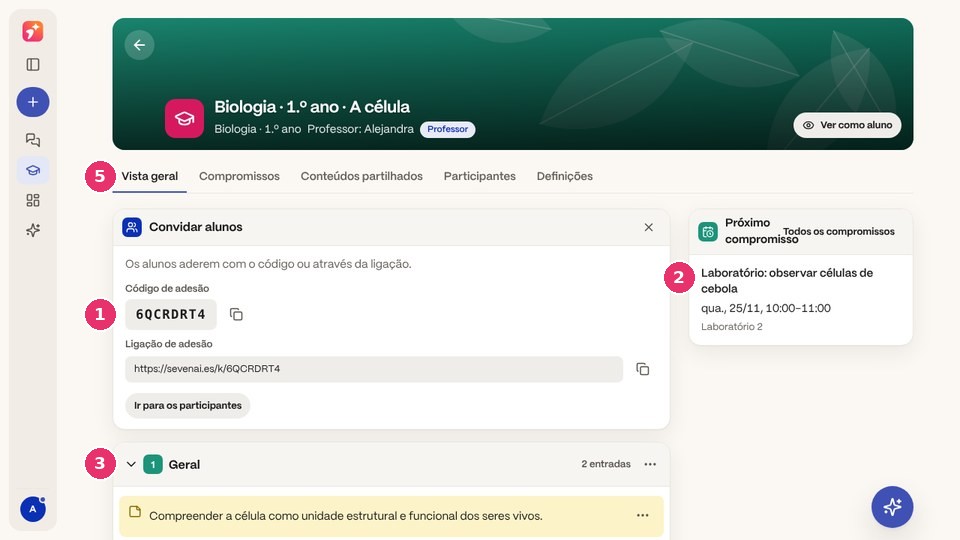 Biologia · 1.º ano · A célula
Biologia · 1.º ano Professor: Alejandra Professor
Ver como aluno
5
Vista geral Compromissos Conteúdos partilhados Participantes Definições
Convidar alunos
Os alunos aderem com o código ou através da ligação.
Código de adesão
1
6QCRDRT4
Ligação de adesão
https://sevenai.es/k/6QCRDRT4
Ir para os participantes
Próximo compromisso
Todos os compromissos
2
Laboratório: observar células de
cebola
qua., 25/11, 10:00–11:00
Laboratório 2
3
1 Geral 2 entradas
Compreender a célula como unidade estrutural e funcional dos seres vivos.
A